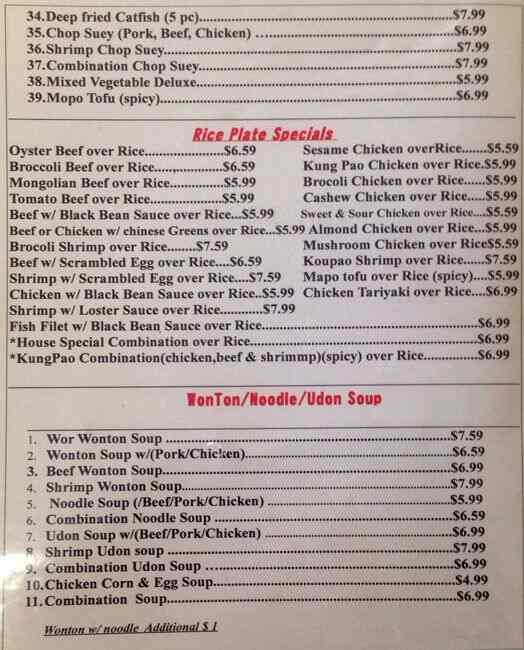 34.Deep fried Catfish (5 pc)..........$7.99
35.Chop Suey (Pork, Beef, Chicken) ..........$6.99
36.Shrimp Chop Suey..........$7.99
37.Combination Chop Suey..........$7.99
38.Mixed Vegetable Deluxe..........$5.99
39.Mopo Tofu (spicy)..........$6.99
Rice Plate Specials
Oyster Beef over Rice..........$6.59
Broccoli Beef over Rice..........$6.59
Mongolian Beef over Rice..........$5.99
Tomato Beef over Rice..........$5.99
Beef w/ Black Bean Sauce over Rice...$5.99
Beef or Chicken w/ chinese Greens over Rice...$5.99
Brocoli Shrimp over Rice..........$7.59
Beef w/ Scrambled Egg over Rice....$6.59
Shrimp w/ Scrambled Egg over Rice....$7.59
Chicken w/ Black Bean Sauce over Rice..$5.99
Shrimp w/ Loster Sauce over Rice..........$7.99
Sesame Chicken overRice.......$5.59
Kung Pao Chicken over Rice.$5.99
Brocoli Chicken over Rice.....$5.99
Cashew Chicken over Rice.....$5.99
Sweet & Sour Chicken over Rice....$5.59
Almond Chicken over Rice...$5.99
Mushroom Chicken over Rice$5.59
Koupao Shrimp over Rice......$7.59
Mapo tofu over Rice (spicy)....$5.99
Chicken Tariyaki over Rice....$6.99
Fish Filet w/ Black Bean Sauce over Rice..........$6.99
*House Special Combination over Rice..........$6.99
*KungPao Combination(chicken,beef & shrimmp)(spicy) over Rice..........$6.99
WonTon/Noodle/Udon Soup
1. Wor Wonton Soup ..........$7.59
2. Wonton Soup w/(Pork/Chicken)..........$6.59
3. Beef Wonton Soup..........$6.99
4. Shrimp Wonton Soup..........$7.99
5. Noodle Soup (/Beef/Pork/Chicken) ..........$5.99
6. Combination Noodle Soup ..........$6.59
7. Udon Soup w/(Beef/Pork/Chicken) ..........$6.99
8. Shrimp Udon soup ..........$7.99
9. Combination Udon Soup ..........$6.99
10.Chicken Corn & Egg Soup..........$4.99
11.Combination Soup..........$6.99
Wonton w/ noodle Additional $ 1